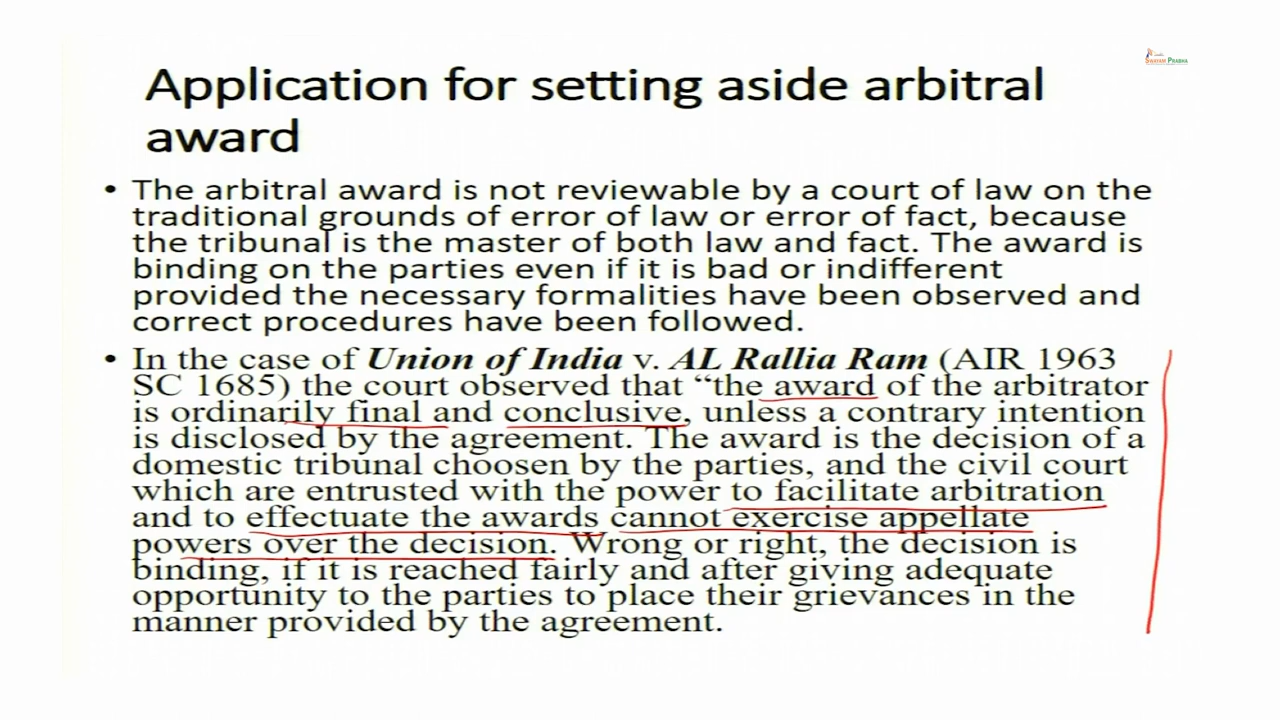 SWAYAM PRABHA
Application for setting aside arbitral
award
• The arbitral award is not reviewable by a court of law on the
traditional grounds of error of law or error of fact, because
the tribunal is the master of both law and fact. The award is
binding on the parties even if it is bad or indifferent
provided the necessary formalities have been observed and
correct procedures have been followed.
• In the case of Union of India v. AL Rallia Ram (AIR 1963
SC 1685) the court observed that “the award of the arbitrator
is ordinarily final and conclusive, unless a contrary intention
is disclosed by the agreement. The award is the decision of a
domestic tribunal choosen by the parties, and the civil court
which are entrusted with the power to facilitate arbitration
and to effectuate the awards cannot exercise appellate
powers over the decision. Wrong or right, the decision is
binding, if it is reached fairly and after giving adequate
opportunity to the parties to place their grievances in the
manner provided by the agreement.